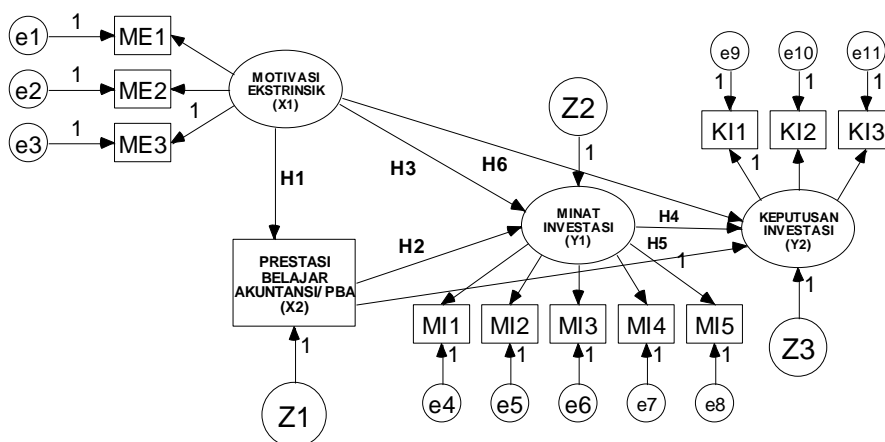 e1
1
ME1
e2
1
ME2
e3
1
ME3
1
MOTIVASI
EKSTRINSIK
(X1)
Z2
1
e9
e10
e11
1
1
1
KI1
KI2
KI3
1
H1
H3
H6
MINAT
INVESTASI
(Y1)
H4
H5
1
KEPUTUSAN
INVESTASI
(Y2)
H2
PRESTASI
BELAJAR
AKUNTANSI/ PBA
(X2)
1
Z1
MI1
MI2
MI3
MI4
MI5
1
1
1
1
1
e4
e5
e6
e7
e8
1
Z3